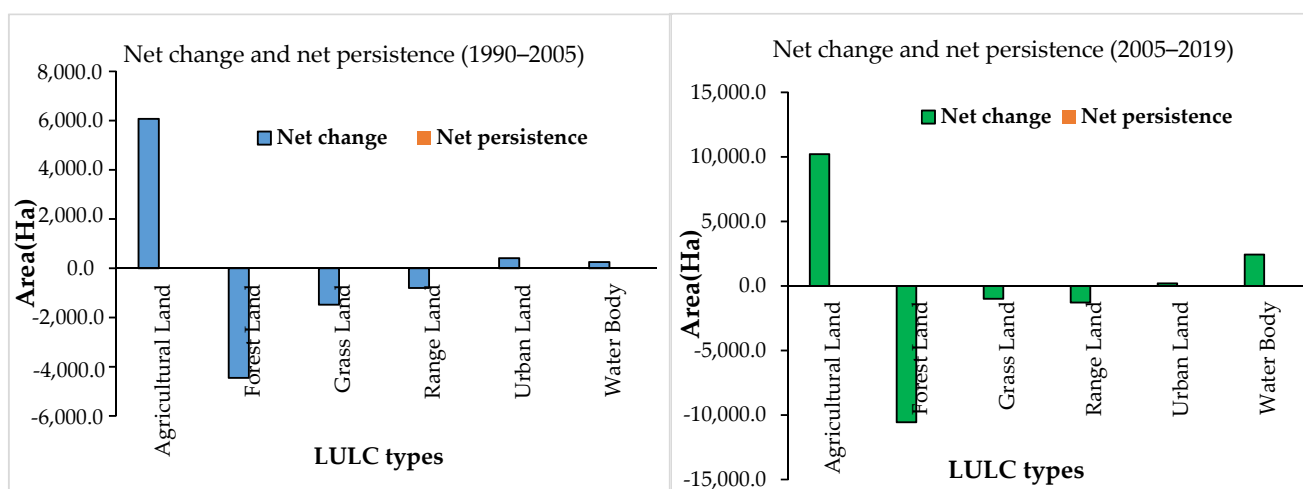 Net change and net persistence (1990–2005)
8,000.0
6,000.0
4,000.0
2,000.0
0.0
-2,000.0
-4,000.0
-6,000.0
Area(Ha)
Net change
Net persistence
Agricultural Land
Forest Land
Grass Land
Range Land
Urban Land
Water Body
LULC types
Net change and net persistence (2005–2019)
15,000.0
10,000.0
5,000.0
0.0
-5,000.0
-10,000.0
-15,000.0
Area(Ha)
Net change
Net persistence
Agricultural Land
Forest Land
Grass Land
Range Land
Urban Land
Water Body
LULC types